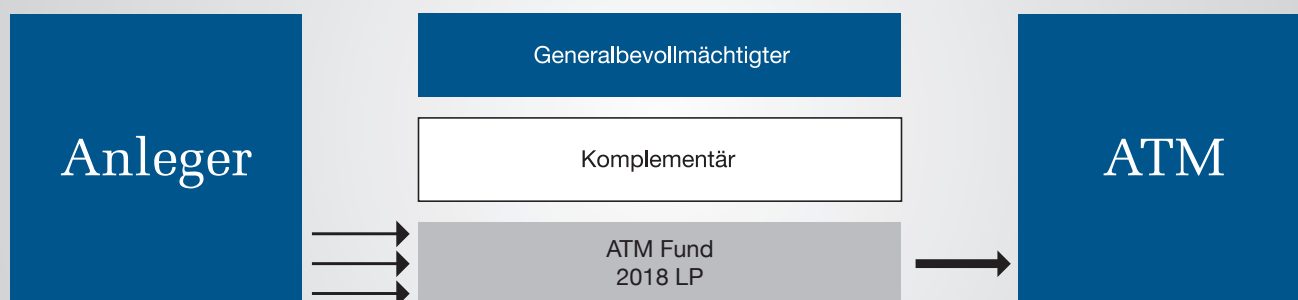 Anleger
Generalbevollmächtigter
Komplementär
ATM Fund
2018 LP
ATM